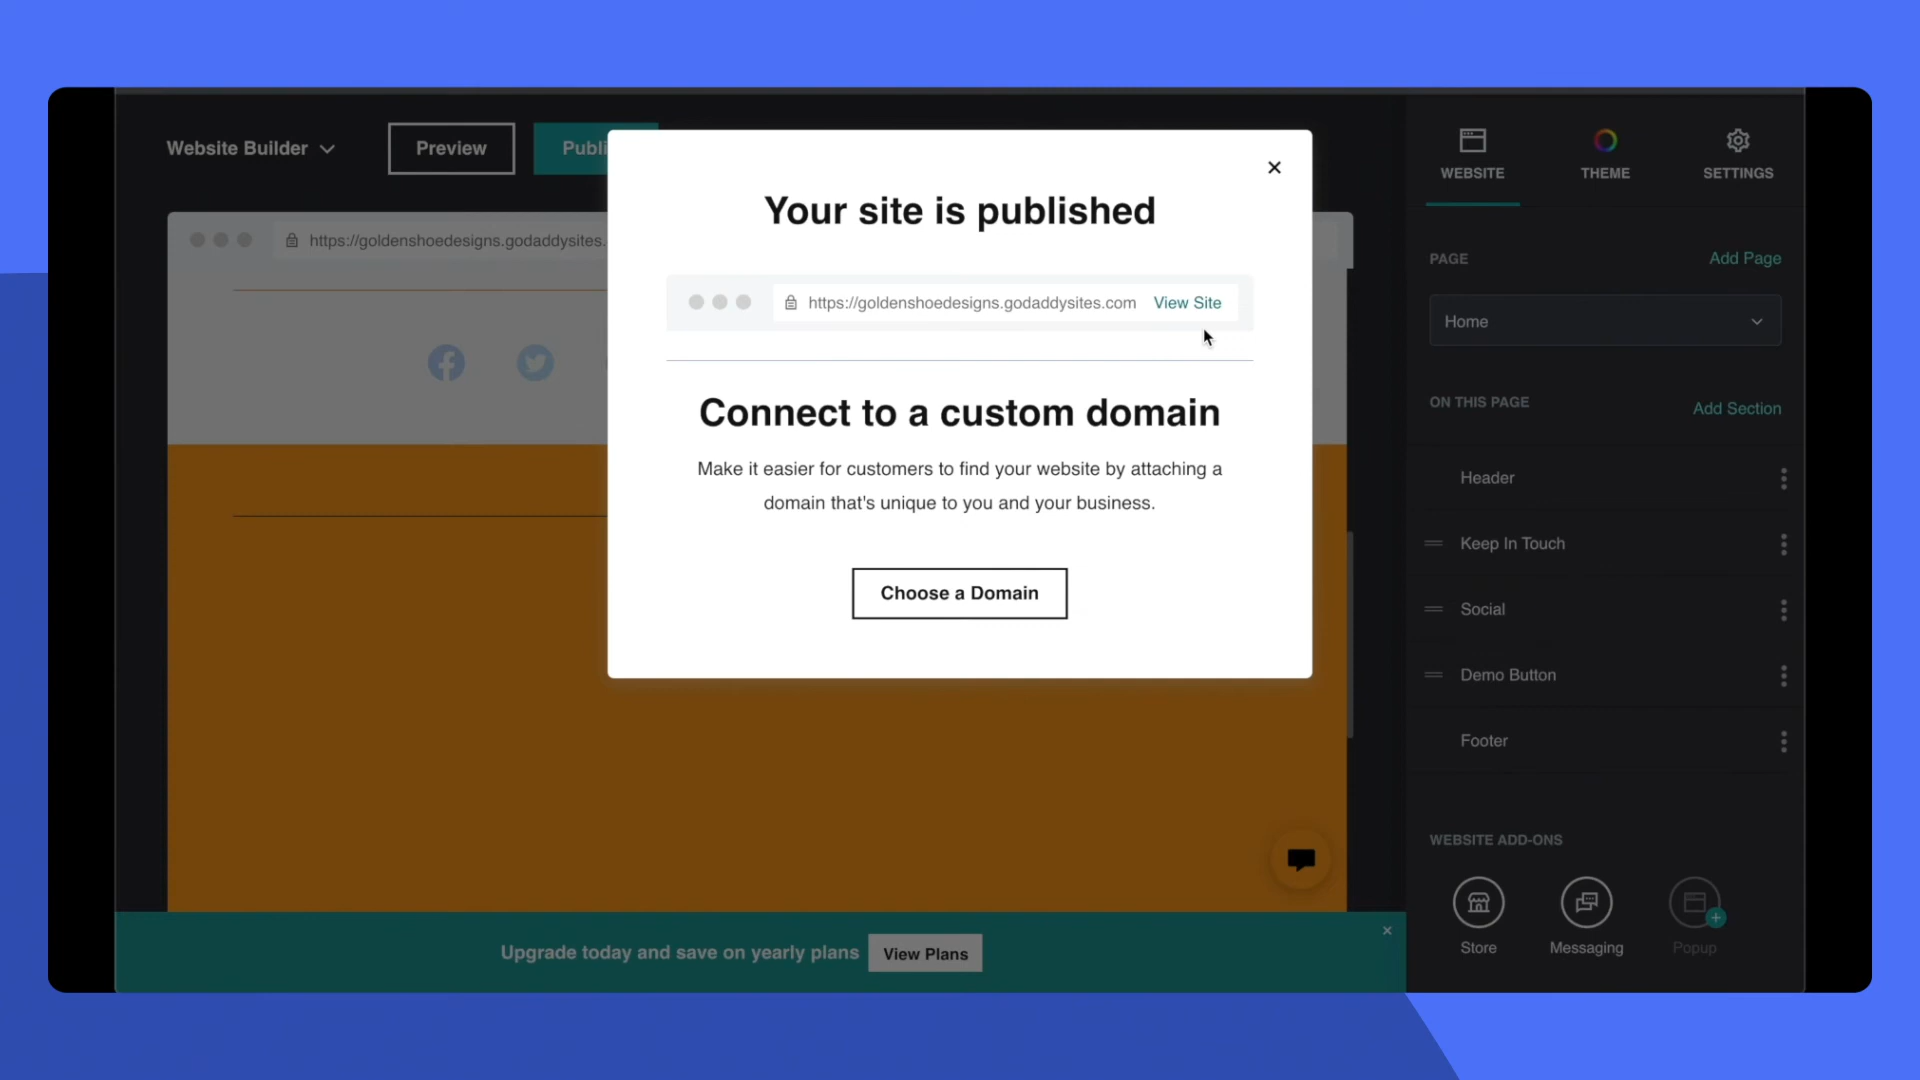 Website Builder
Preview
Publi
WEBSITE
THEME
SETTINGS
https://goldenshoedesigns.godaddysites.
Your site is published
https://goldenshoedesigns.godaddysites.com
View Site
Connect to a custom domain
Make it easier for customers to find your website by attaching a
domain that's unique to you and your business.
Choose a Domain
PAGE
Add Page
Home
ON THIS PAGE
Add Section
Header
Keep In Touch
Social
Demo Button
Footer
WEBSITE ADD-ONS
Store
Messaging
Popup
Upgrade today and save on yearly plans
View Plans